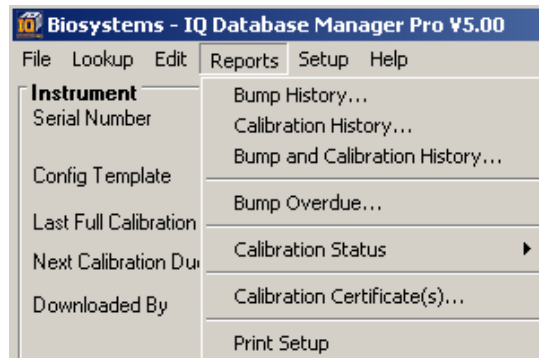 Biosystems - IQ Database Manager Pro V5.00
File Lookup Edit Reports Setup Help
Instrument
Serial Number
Config Template
Last Full Calibration
Next Calibration Du
Downloaded By
Bump History...
Calibration History...
Bump and Calibration History...
Bump Overdue...
Calibration Status
Calibration Certificate(s)...
Print Setup